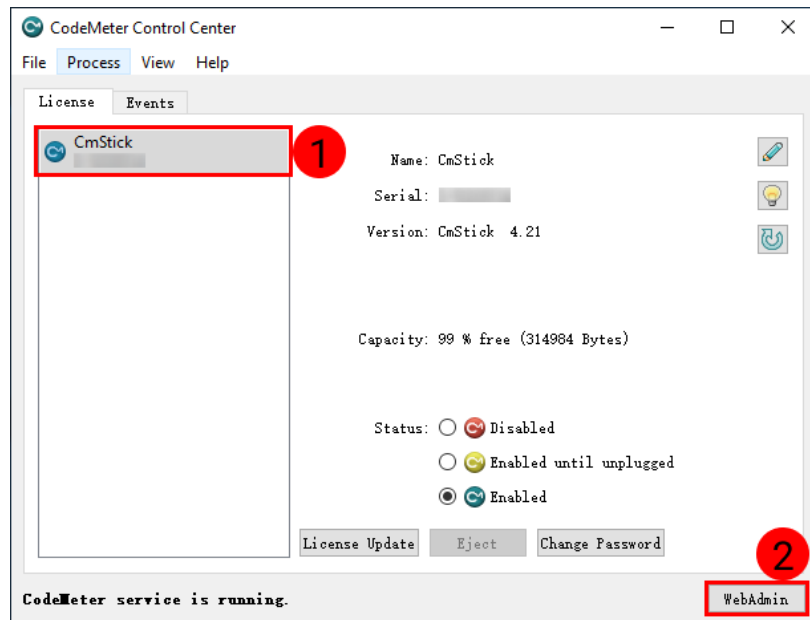 CodeMeter Control Center
File Process View Help
License Events
CmStick
1
Name: CmStick
Serial:
Version: CmStick 4.21
Capacity: 99 % free (314984 Bytes)
Status: Disabled
Enabled until unplugged
Enabled
License Update Eject Change Password
2
CodeMeter service is running.
WebAdmin